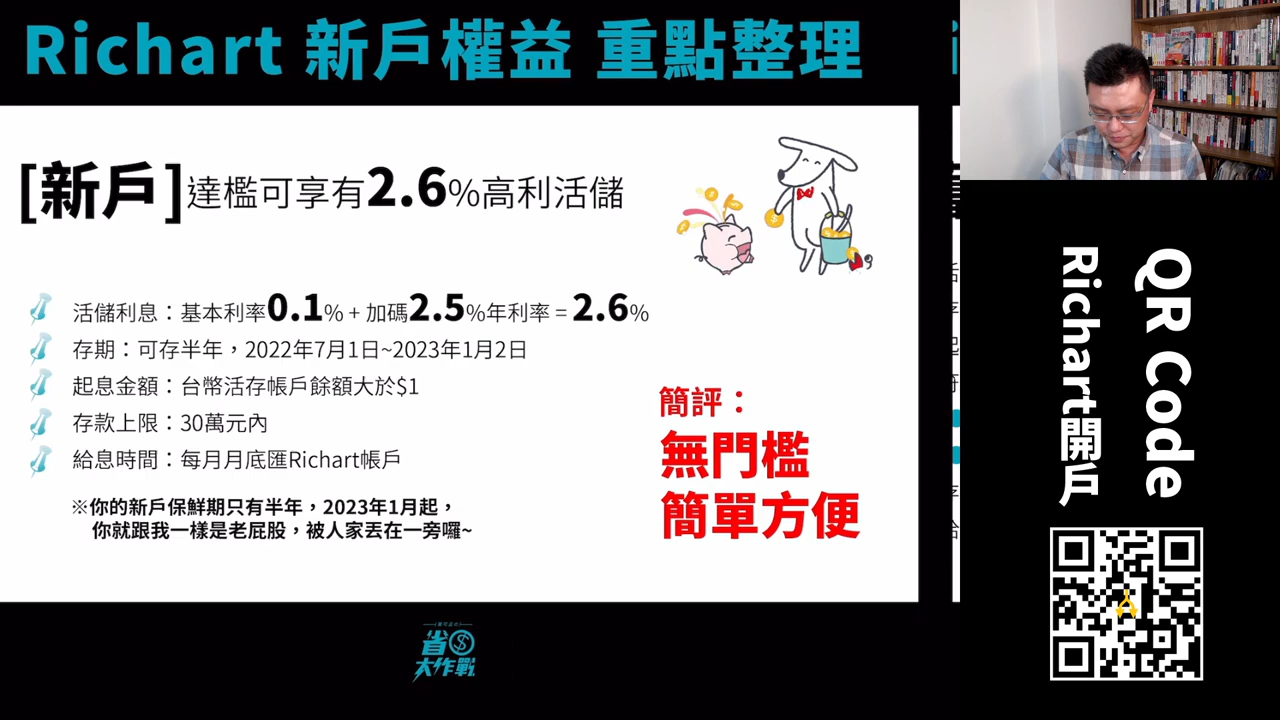 Richart 新戶權益 重點整理
[新戶]達檻可享有2.6%高利活儲
活儲利息：基本利率0.1% + 加碼2.5%年利率 = 2.6%
存期：可存半年，2022年7月1日~2023年1月2日
起息金額：台幣活存帳戶餘額大於$1
存款上限：30萬元內
給息時間：每月月底匯Richart帳戶
※你的新戶保鮮期只有半年，2023年1月起，
你就跟我一樣是老屁股，被人家丟在一旁囉~
簡評：
無門檻
簡單方便
省$
大作戰
QR Code
Richart開戶